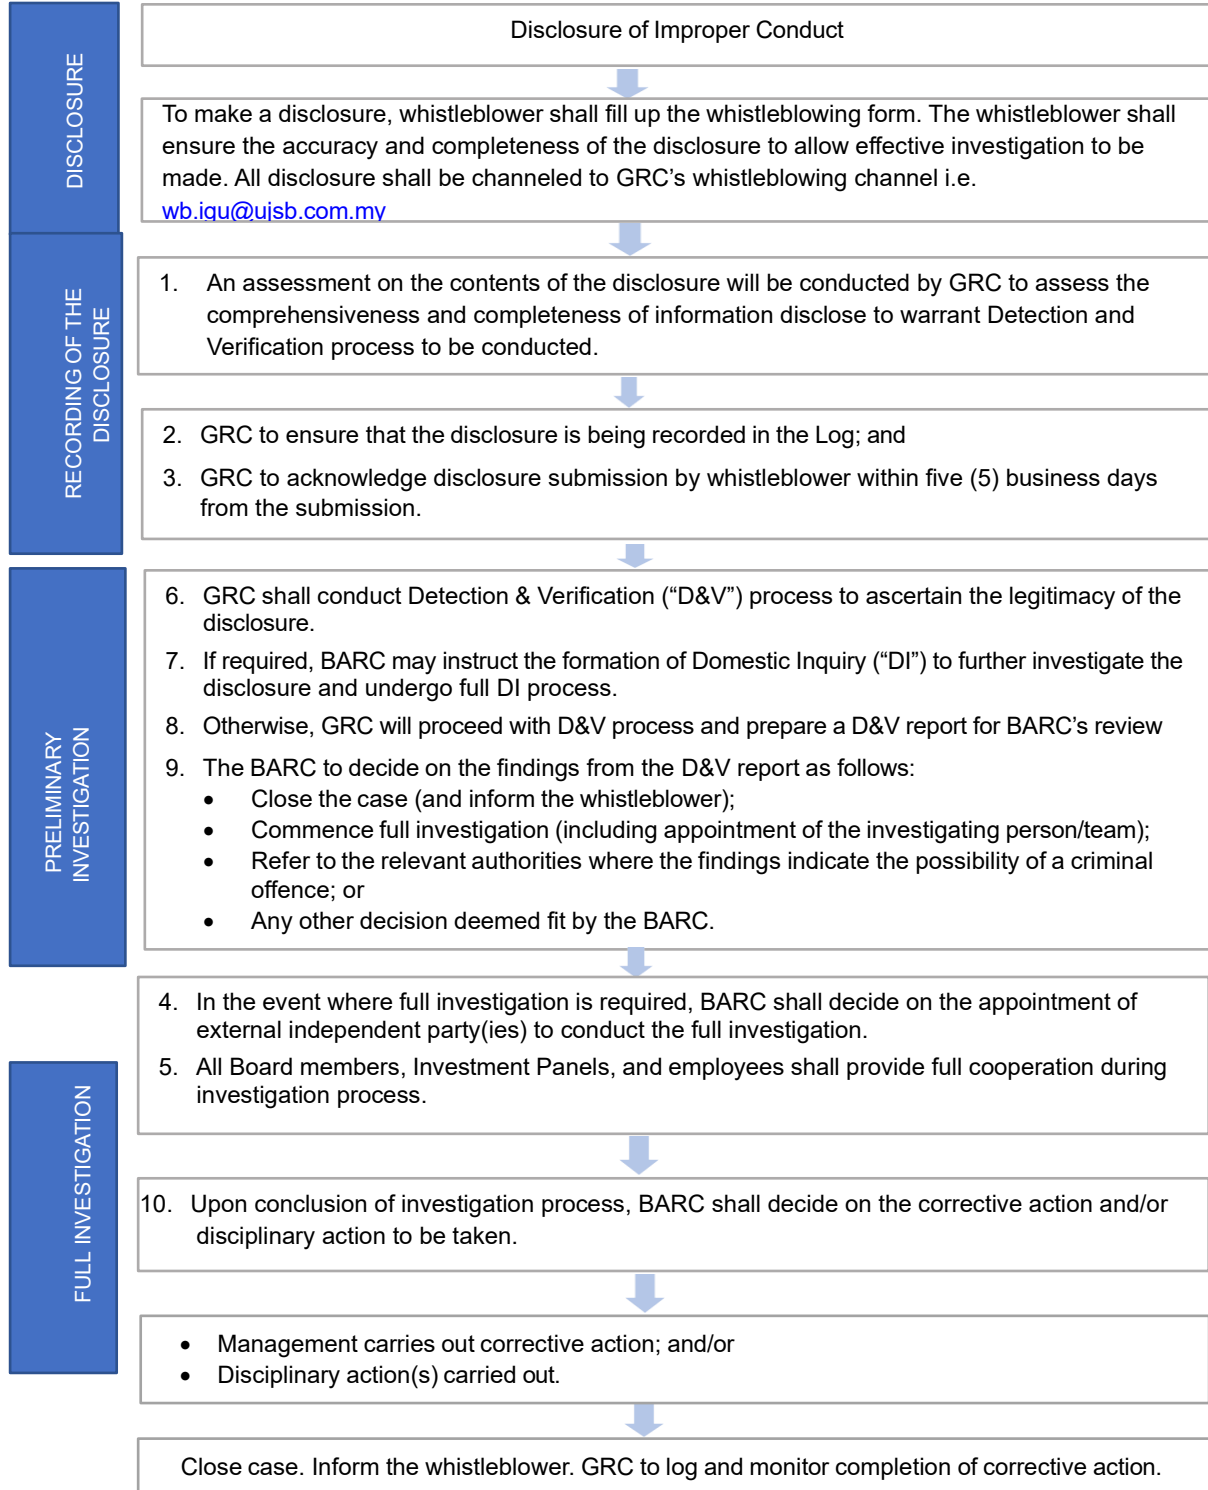 DISCLOSURE
Disclosure of Improper Conduct
To make a disclosure, whistleblower shall fill up the whistleblowing form. The whistleblower shall
ensure the accuracy and completeness of the disclosure to allow effective investigation to be
made. All disclosure shall be channeled to GRC’s whistleblowing channel i.e.
wb.igu@ujsb.com.my
RECORDING OF THE
DISCLOSURE
1. An assessment on the contents of the disclosure will be conducted by GRC to assess the
comprehensiveness and completeness of information disclose to warrant Detection and
Verification process to be conducted.
2. GRC to ensure that the disclosure is being recorded in the Log; and
3. GRC to acknowledge disclosure submission by whistleblower within five (5) business days
from the submission.
PRELIMINARY
INVESTIGATION
6. GRC shall conduct Detection & Verification (“D&V”) process to ascertain the legitimacy of the
disclosure.
7. If required, BARC may instruct the formation of Domestic Inquiry (“DI”) to further investigate the
disclosure and undergo full DI process.
8. Otherwise, GRC will proceed with D&V process and prepare a D&V report for BARC’s review
9. The BARC to decide on the findings from the D&V report as follows:
• Close the case (and inform the whistleblower);
• Commence full investigation (including appointment of the investigating person/team);
• Refer to the relevant authorities where the findings indicate the possibility of a criminal
offence; or
• Any other decision deemed fit by the BARC.
FULL INVESTIGATION
4. In the event where full investigation is required, BARC shall decide on the appointment of
external independent party(ies) to conduct the full investigation.
5. All Board members, Investment Panels, and employees shall provide full cooperation during
investigation process.
10. Upon conclusion of investigation process, BARC shall decide on the corrective action and/or
disciplinary action to be taken.
• Management carries out corrective action; and/or
• Disciplinary action(s) carried out.
Close case. Inform the whistleblower. GRC to log and monitor completion of corrective action.